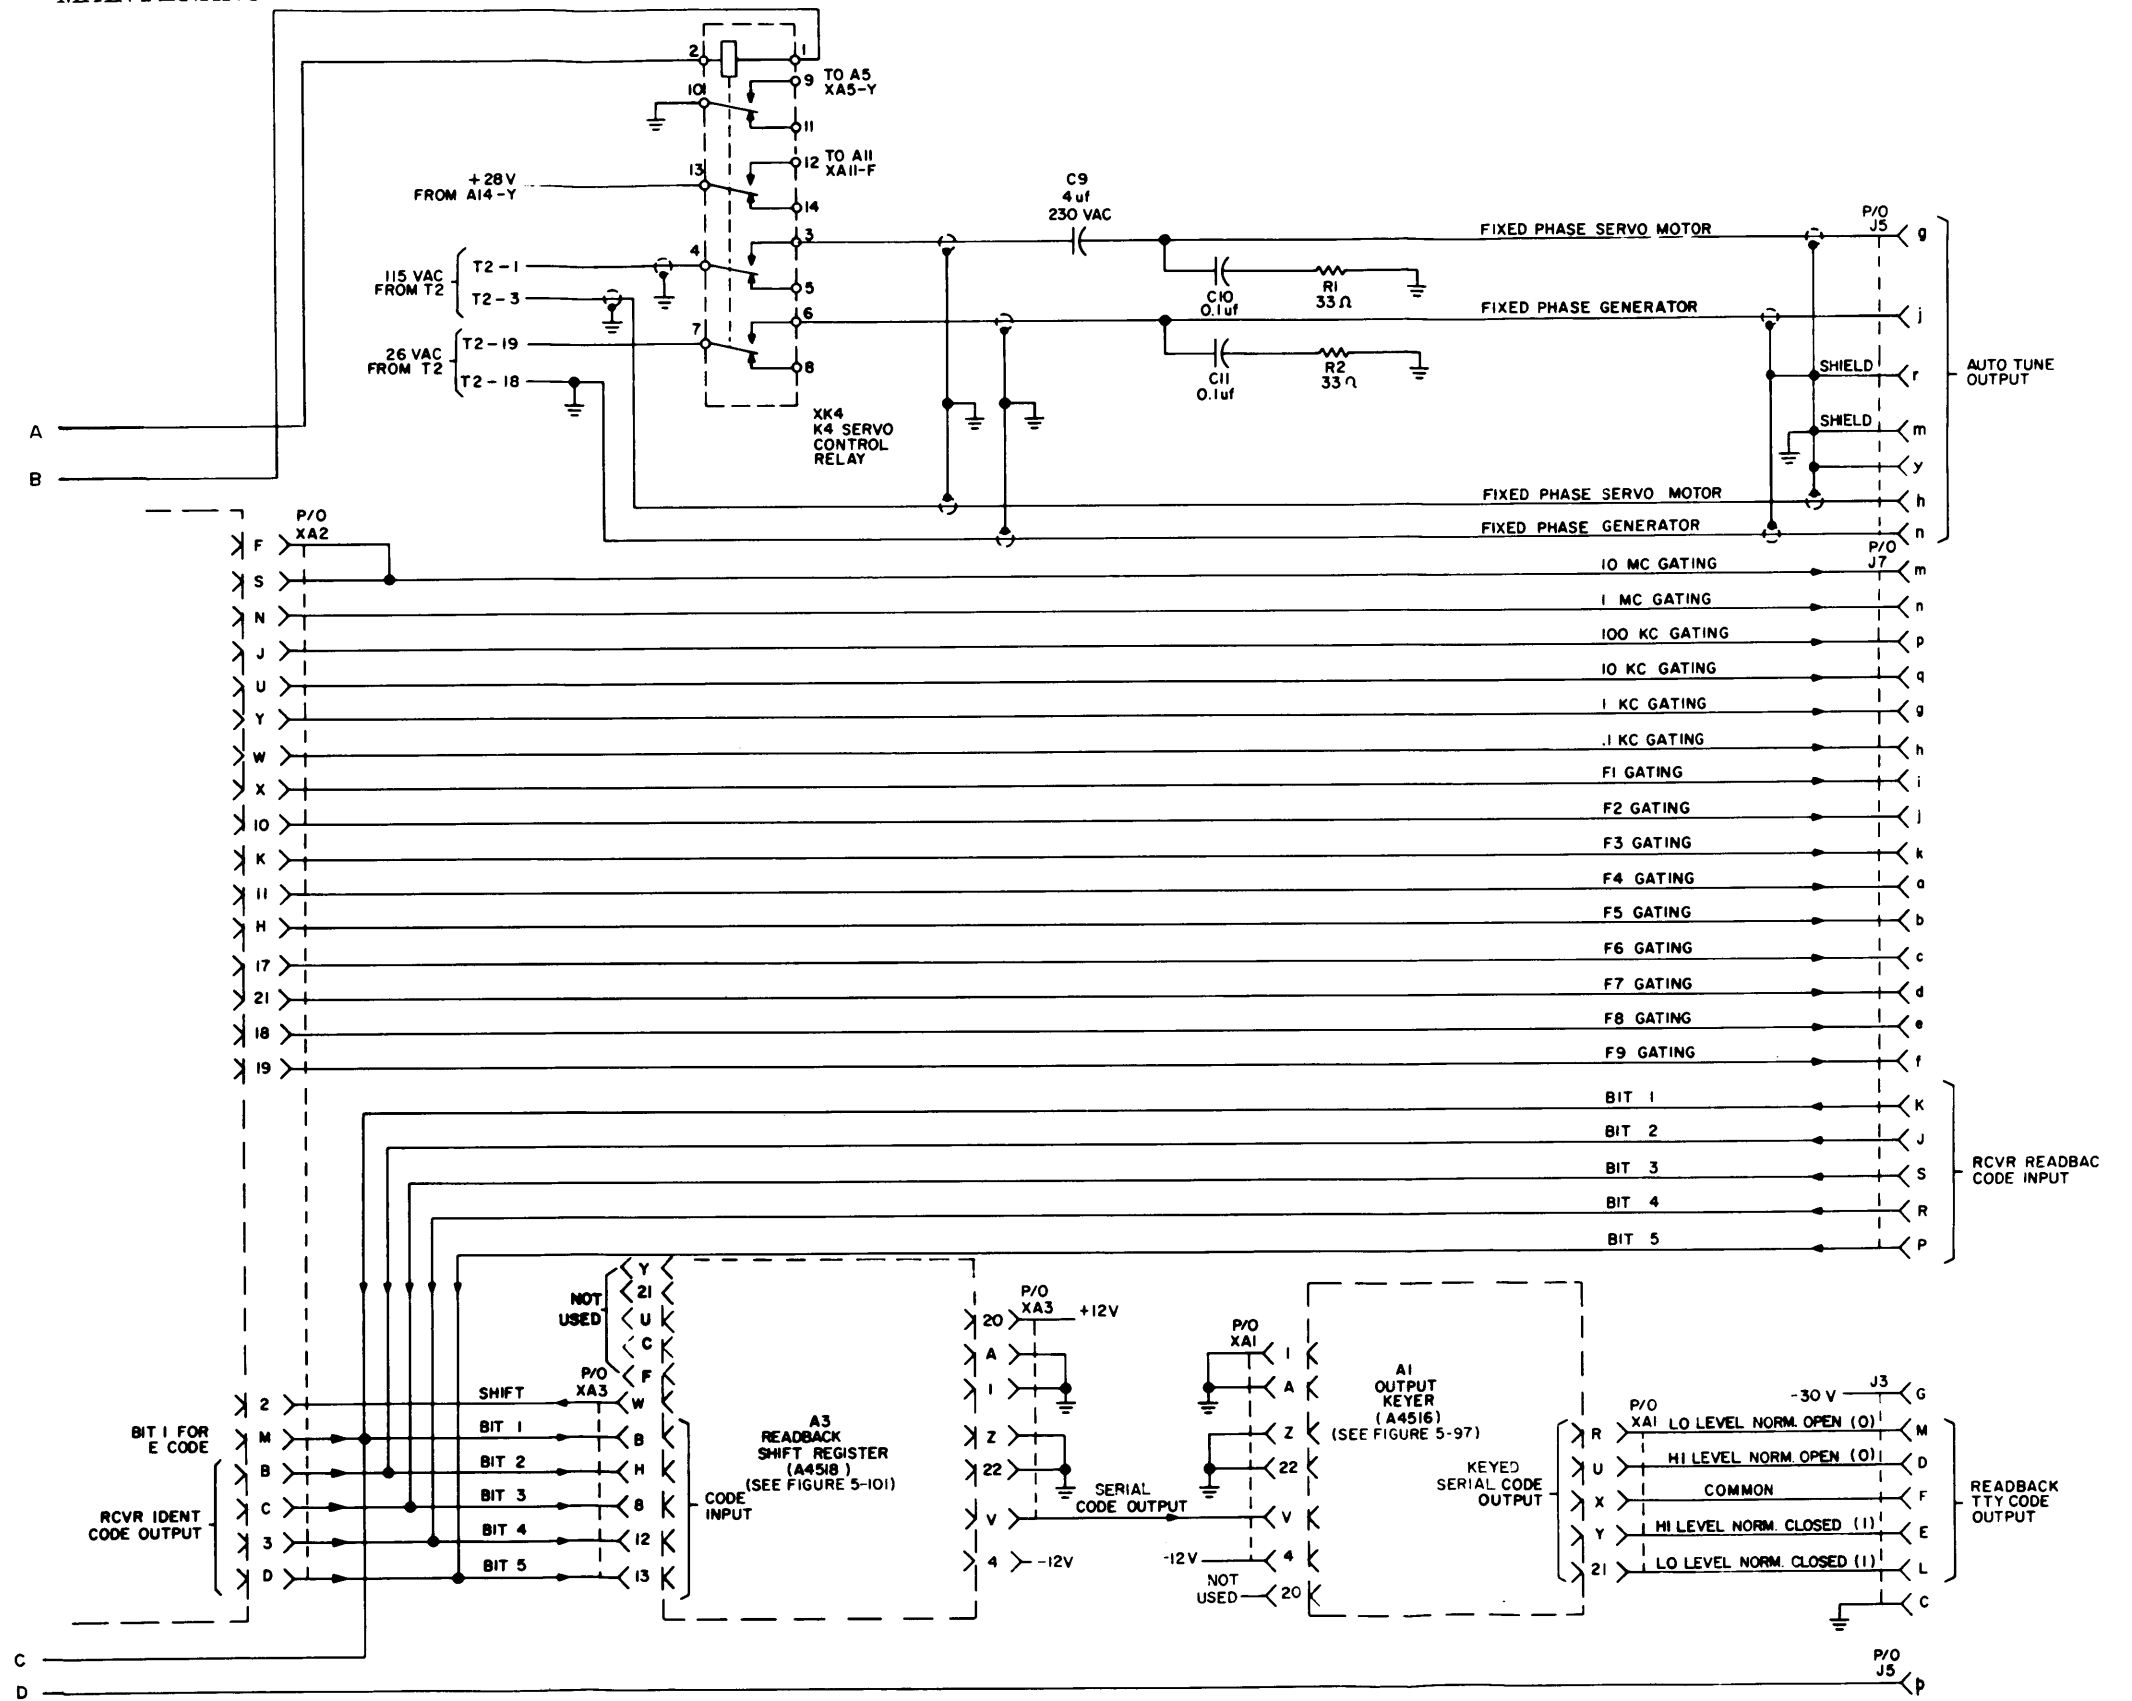 2
1
9
TO A5
XA5-Y
10
11
12
TO A11
XA11-F
13
+28V
FROM A14-Y
14
3
C9
4uf
230 VAC
FIXED PHASE SERVO MOTOR
P/O
J5
g
4
T2-1
115 VAC
FROM T2
T2-3
5
C10
0.1uf
R1
33Ω
6
FIXED PHASE GENERATOR
j
7
T2-19
26 VAC
FROM T2
T2-18
8
C11
0.1uf
R2
33Ω
SHIELD
r
AUTO TUNE
OUTPUT
XK4
K4 SERVO
CONTROL
RELAY
SHIELD
m
A
y
B
FIXED PHASE SERVO MOTOR
h
FIXED PHASE GENERATOR
n
P/O
XA2
P/O
J7
F
S
10 MC GATING
m
N
1 MC GATING
n
J
100 KC GATING
p
U
10 KC GATING
q
Y
1 KC GATING
g
W
.1 KC GATING
h
X
F1 GATING
i
10
F2 GATING
j
K
F3 GATING
k
11
F4 GATING
a
H
F5 GATING
b
17
F6 GATING
c
21
F7 GATING
d
18
F8 GATING
e
19
F9 GATING
f
BIT 1
K
BIT 2
J
BIT 3
S
BIT 4
R
BIT 5
P
RCVR READBAC
CODE INPUT
NOT
USED
Y
21
U
C
F
P/O
XA3
2
SHIFT
W
BIT 1 FOR
E CODE
M
BIT 1
B
B
BIT 2
H
C
BIT 3
8
3
BIT 4
12
D
BIT 5
13
RCVR IDENT
CODE OUTPUT
CODE
INPUT
A3
READBACK
SHIFT REGISTER
(A4518)
(SEE FIGURE 5-101)
20
P/O
XA3
+12V
A
1
Z
22
V
SERIAL
CODE OUTPUT
4
-12V
P/O
XA1
1
A
Z
22
V
-12V
4
NOT
USED
20
A1
OUTPUT
KEYER
(A4516)
(SEE FIGURE 5-97)
KEYED
SERIAL CODE
OUTPUT
P/O
XA1
J3
-30 V
G
R
LO LEVEL NORM. OPEN (0)
M
U
HI LEVEL NORM. OPEN (0)
D
X
COMMON
F
Y
HI LEVEL NORM. CLOSED (1)
E
21
LO LEVEL NORM. CLOSED (1)
L
READBACK
TTY CODE
OUTPUT
C
C
P/O
J5
D
p